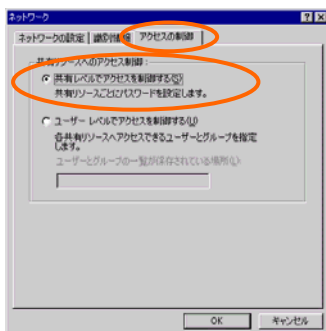 ネットワーク
ネットワークの設定 識別情報 アクセスの制御
共有リソースへのアクセス制御:
共有レベルでアクセスを制御する(S)
共有リソースごとにパスワードを設定します。
ユーザー レベルでアクセスを制御する(U)
各共有リソースへアクセスできるユーザーとグループを指定
します。
ユーザーとグループの一覧が保存されている場所(L):
OK キャンセル